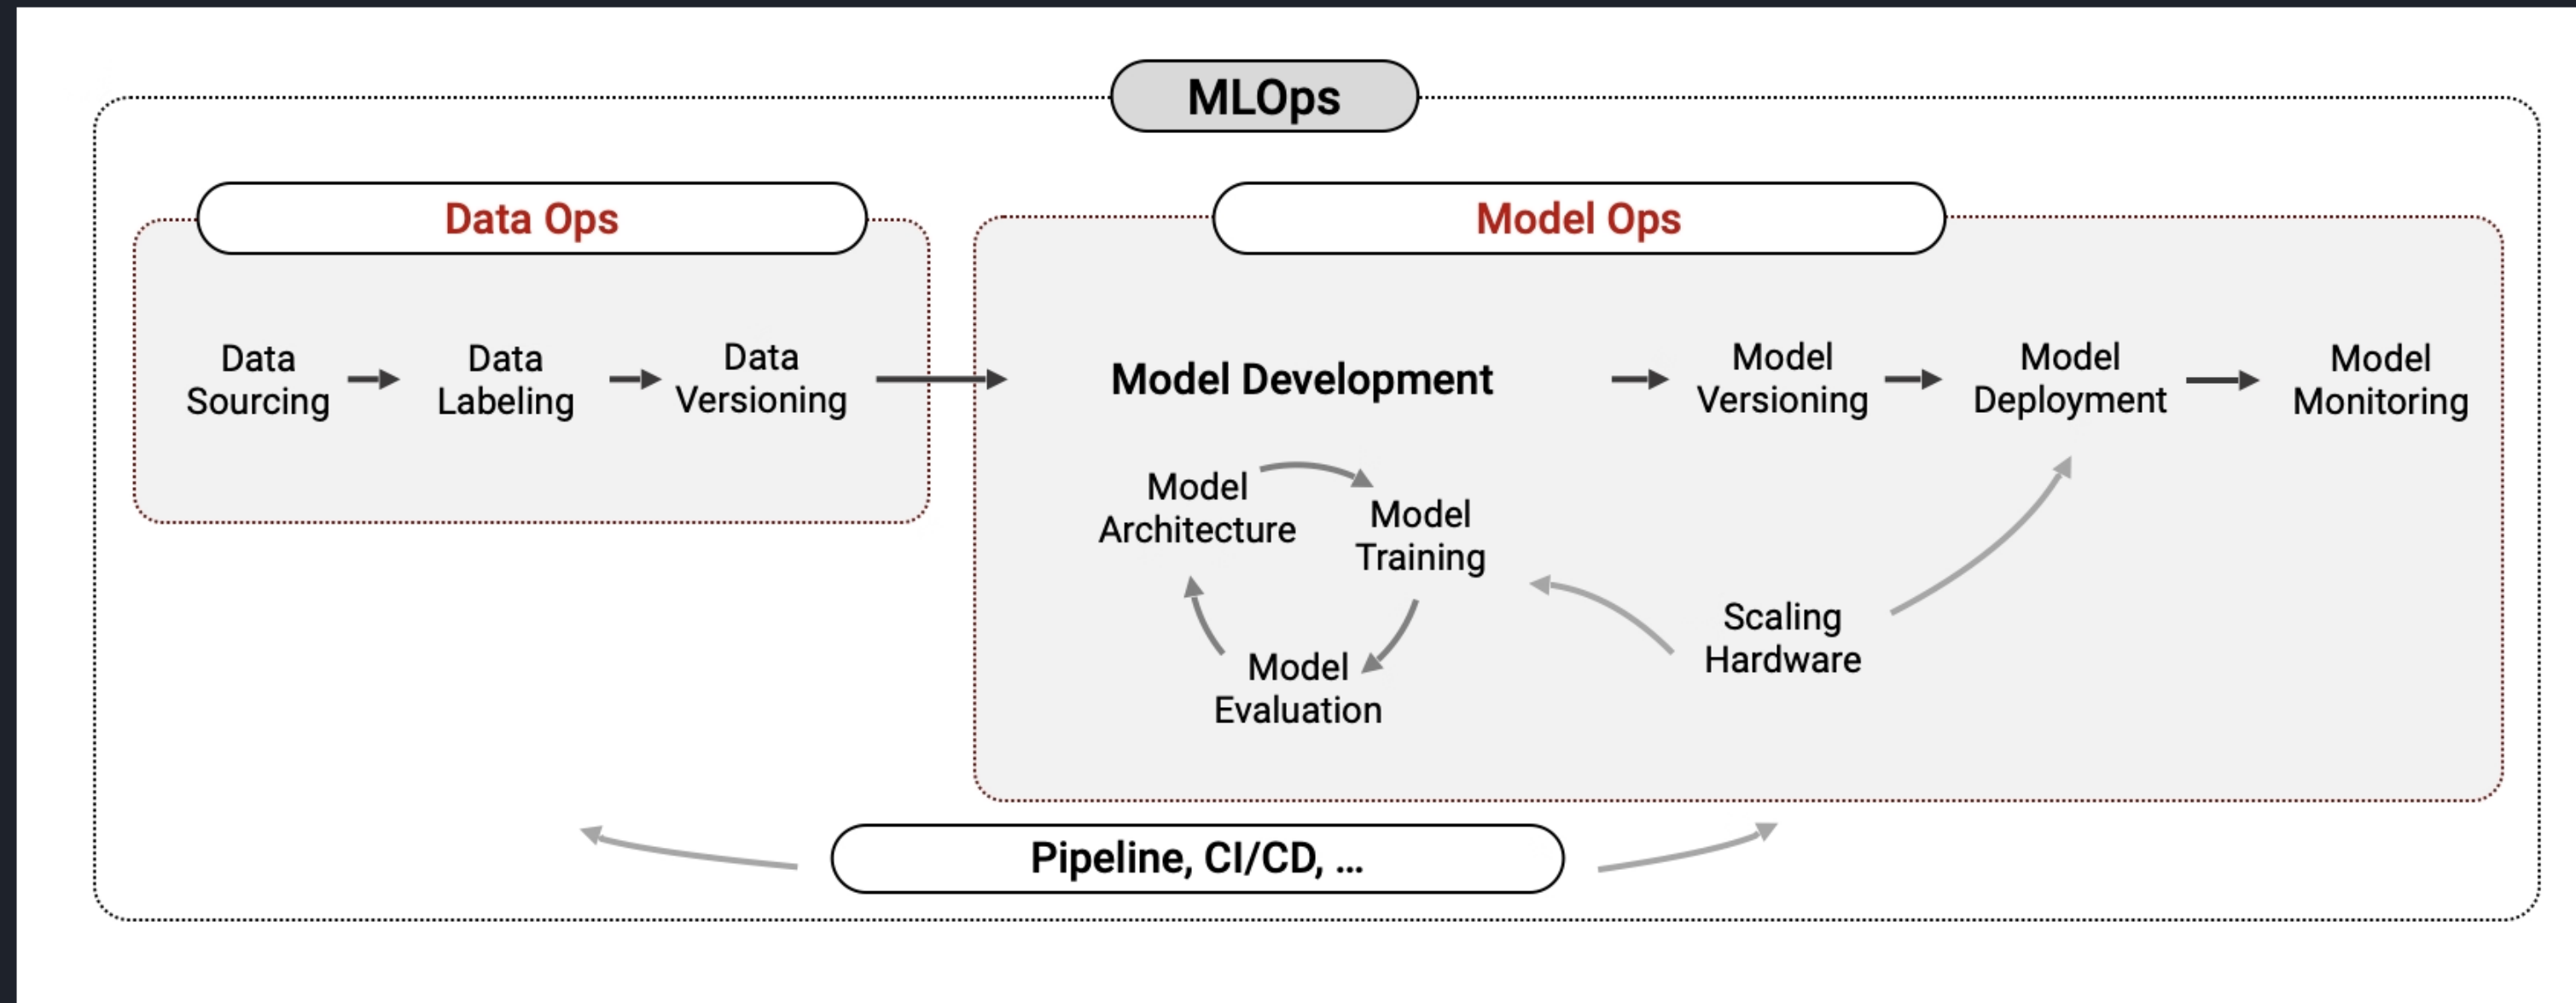 MLOps
Data Ops
Model Ops
Data
Sourcing
Data
Labeling
Data
Versioning
Model Development
Model
Versioning
Model
Deployment
Model
Monitoring
Model
Architecture
Model
Training
Model
Evaluation
Scaling
Hardware
Pipeline, CI/CD, ...